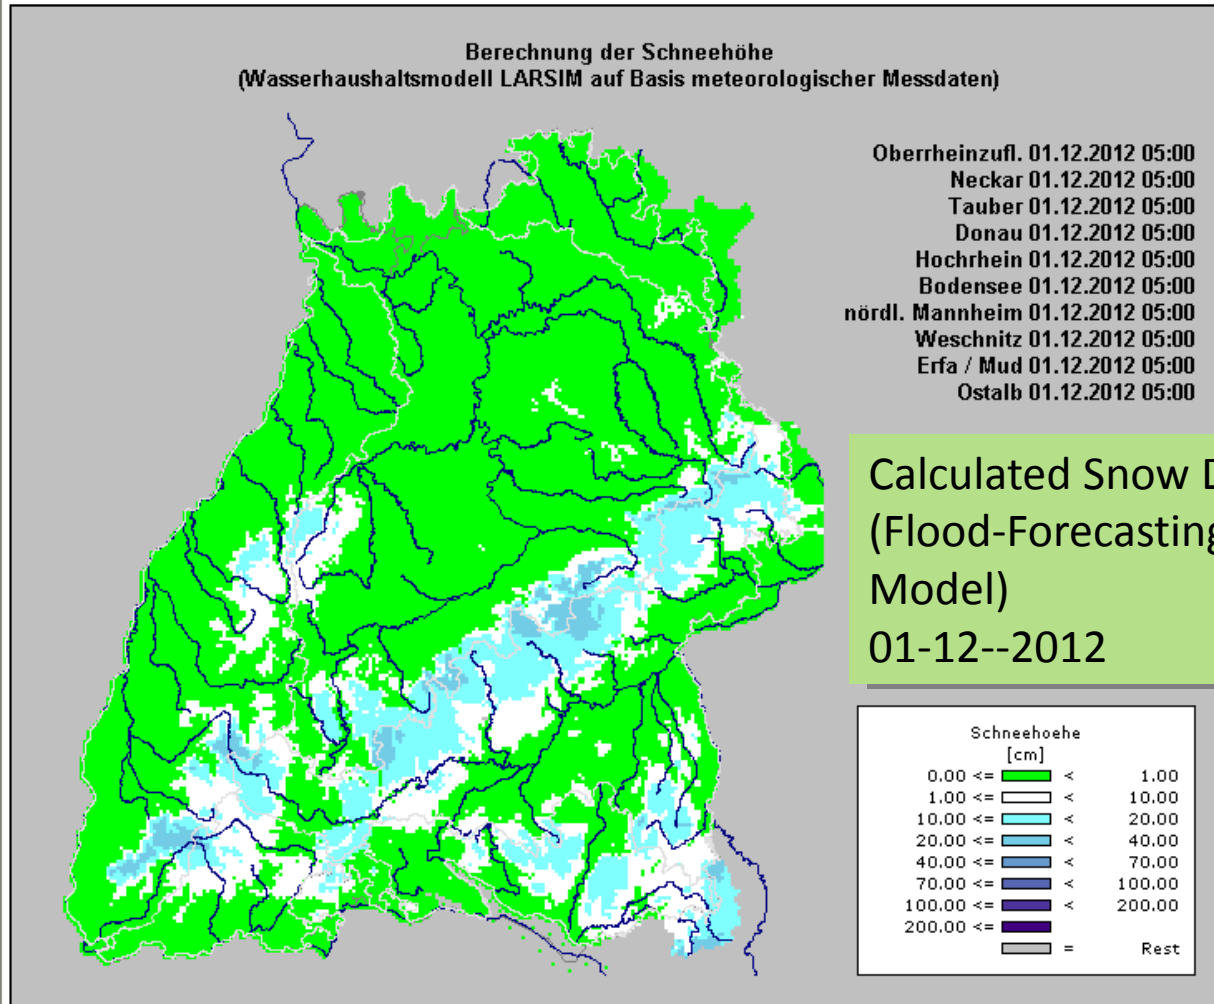 Berechnung der Schneehöhe
(Wasserhaushaltsmodell LARSIM auf Basis meteorologischer Messdaten)
Oberrheinzufl. 01.12.2012 05:00
Neckar 01.12.2012 05:00
Tauber 01.12.2012 05:00
Donau 01.12.2012 05:00
Hochrhein 01.12.2012 05:00
Bodensee 01.12.2012 05:00
nördl. Mannheim 01.12.2012 05:00
Weschnitz 01.12.2012 05:00
Erfa / Mud 01.12.2012 05:00
Ostalb 01.12.2012 05:00
Calculated Snow
(Flood-Forecasting
Model)
01-12--2012
Schneehoehe
[cm]
0.00 <= < 1.00
1.00 <= < 10.00
10.00 <= < 20.00
20.00 <= < 40.00
40.00 <= < 70.00
70.00 <= < 100.00
100.00 <= < 200.00
200.00 <=
= Rest